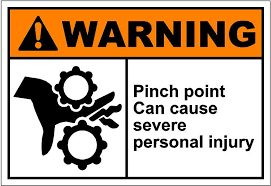 WARNING
Pinch point
Can cause
severe
personal injury